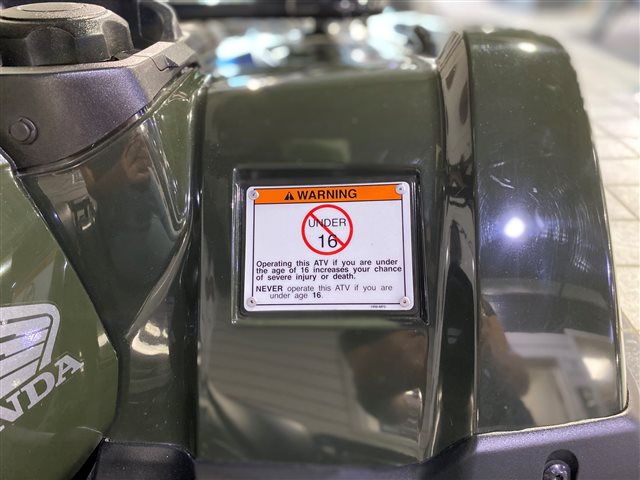 WARNING
UNDER
16
Operating this ATV if you are under
the age of 16 increases your chance
of severe injury or death.
NEVER operate this ATV if you are
under age 16.
HONDA